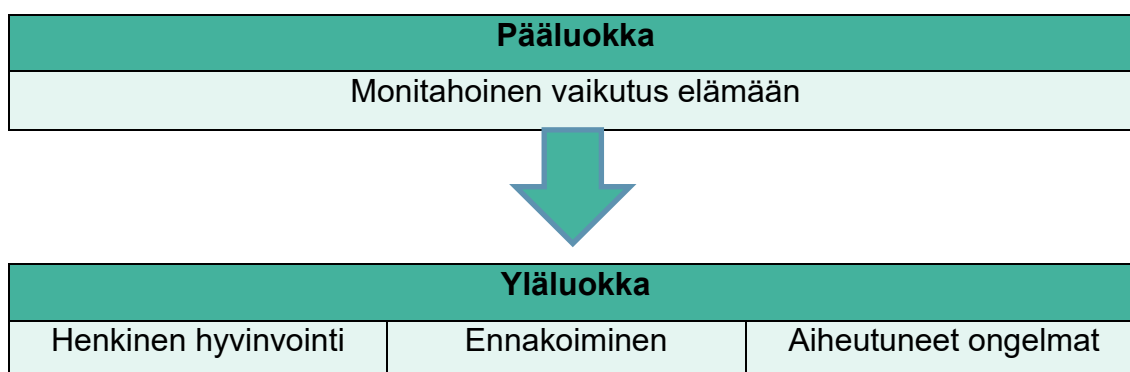 Pääluokka
Monitahoinen vaikutus elämään
Yläluokka
Henkinen hyvinvointi Ennakoiminen Aiheutuneet ongelmat